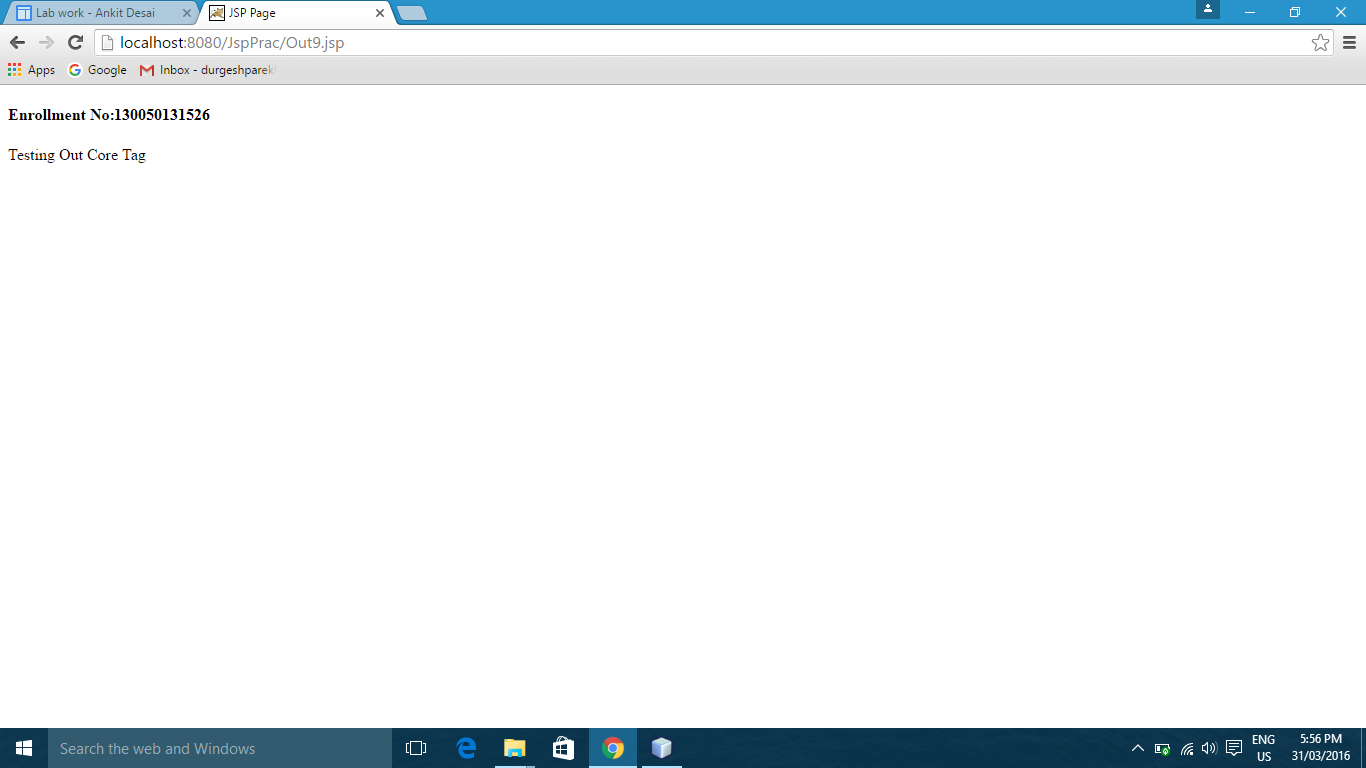 Lab work - Ankit Desai
JSP Page
localhost:8080/JspPrac/Out9.jsp
Apps
Google
Inbox - durgeshparek
Enrollment No:130050131526
Testing Out Core Tag
Search the web and Windows
ENG
US
5:56 PM
31/03/2016